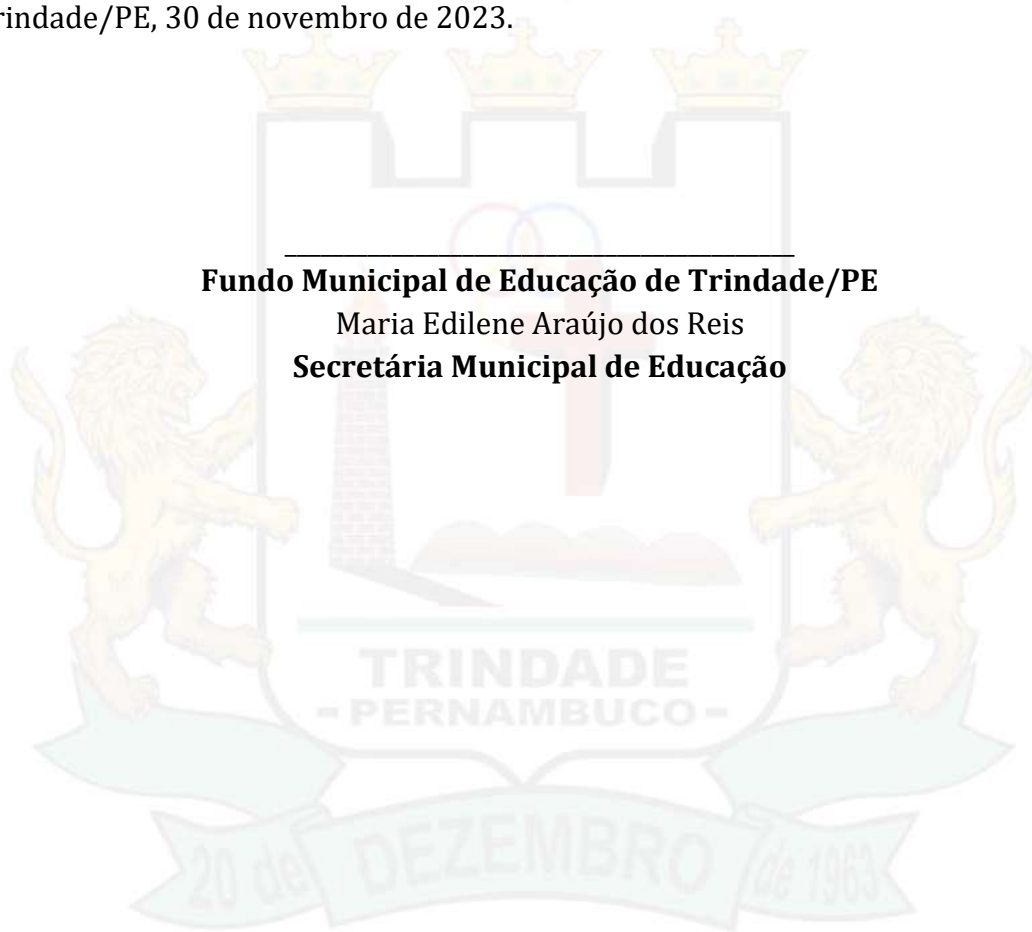 rindade/PE, 30 de novembro de 2023.
Fundo Municipal de Educação de Trindade/PE
Maria Edilene Araújo dos Reis
Secretária Municipal de Educação
TRINDADE
- PERNAMBUCO -
20 de DEZEMBRO de 1963